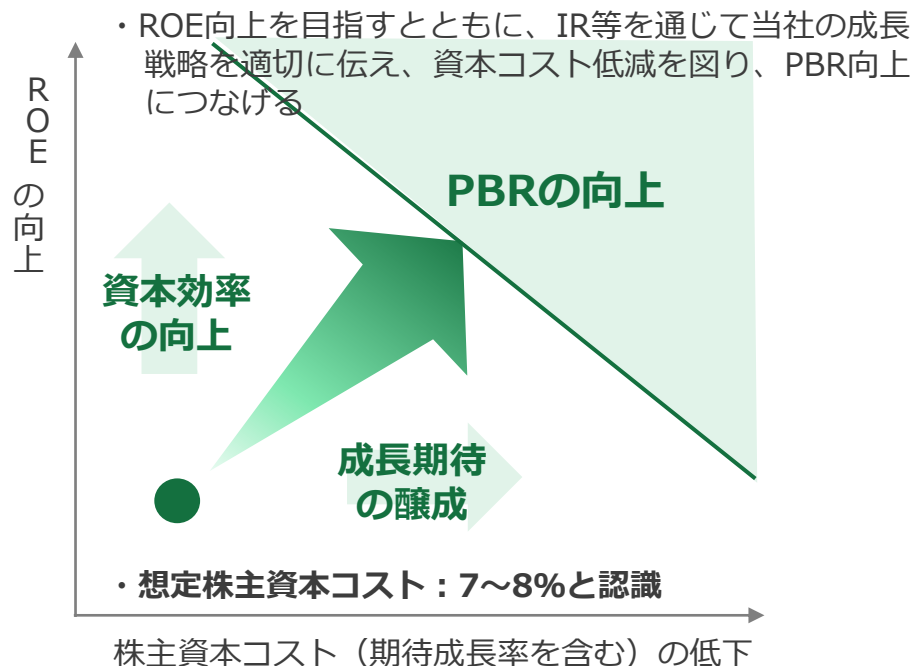 ・ROE向上を目指すとともに、IR等を通じて当社の成長
戦略を適切に伝え、資本コスト低減を図り、PBR向上
につなげる
ROEの向上
PBRの向上
資本効率
の向上
成長期待
の醸成
・想定株主資本コスト：7～8%と認識
株主資本コスト（期待成長率を含む）の低下